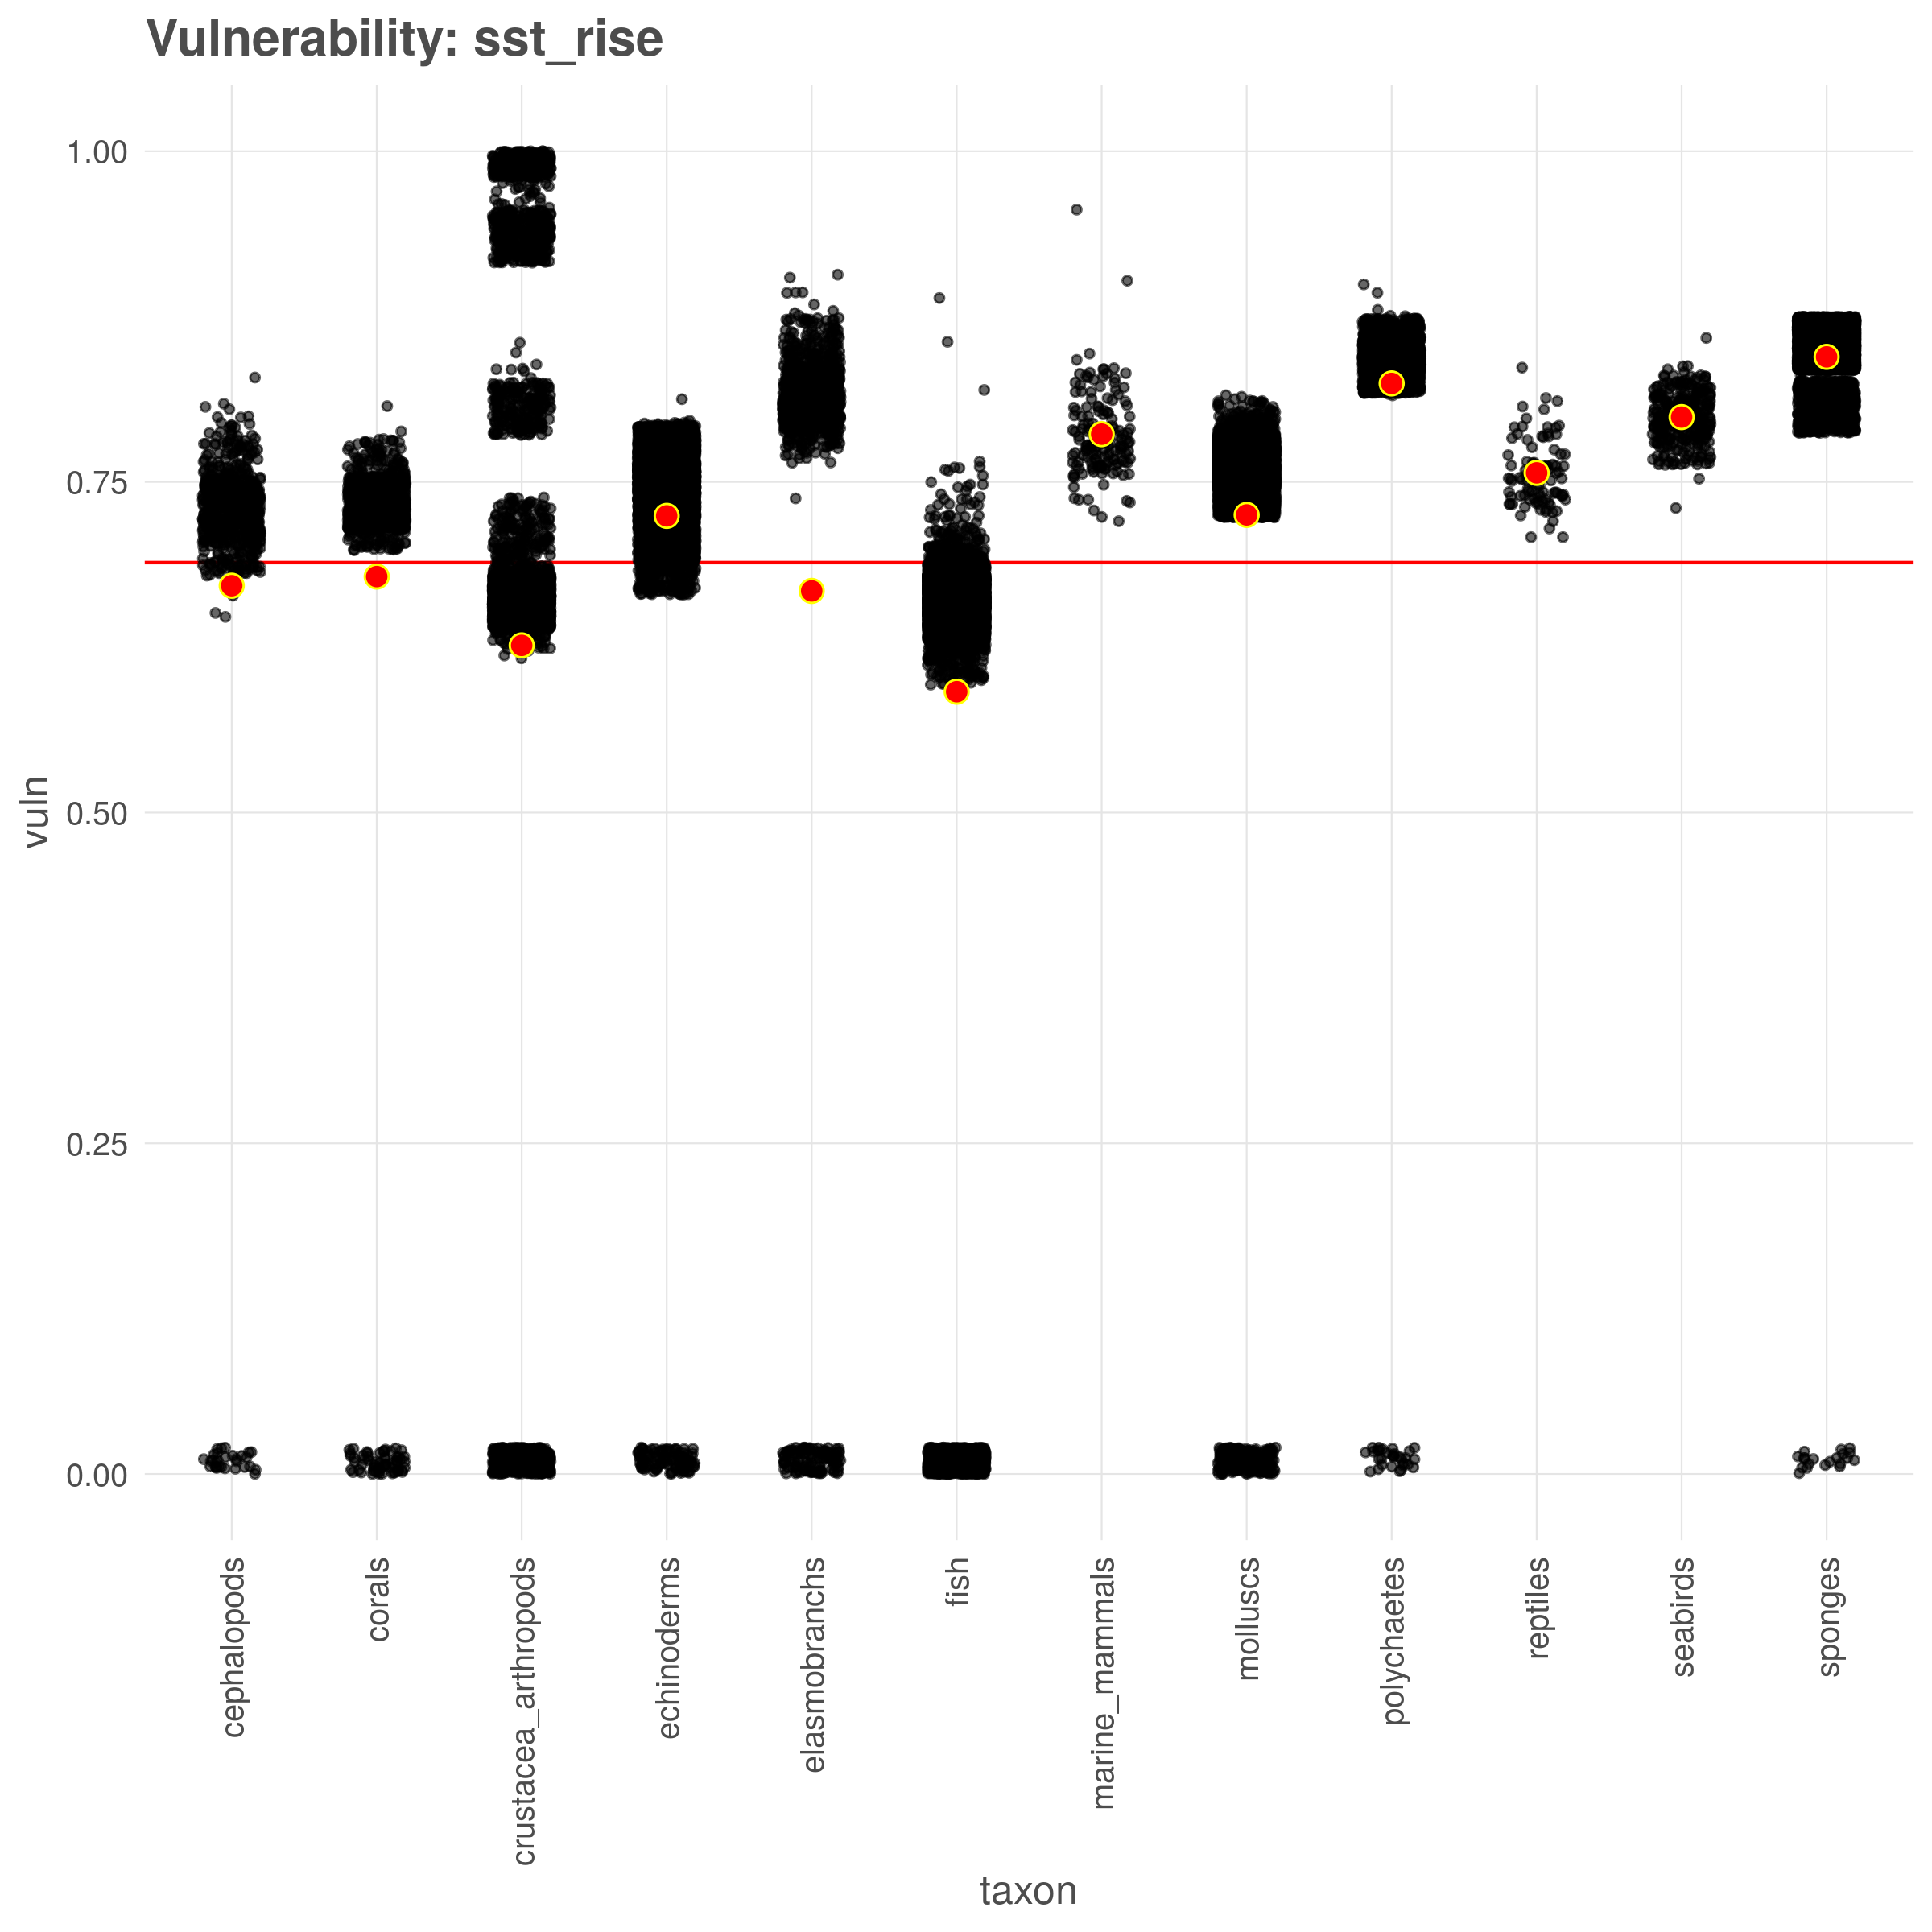 Vulnerability: sst_rise
vuln
1.00
0.75
0.50
0.25
0.00
cephalopods
corals
crustacea_arthropods
echinoderms
elasmobranchs
fish
marine_mammals
molluscs
polychaetes
reptiles
seabirds
sponges
taxon